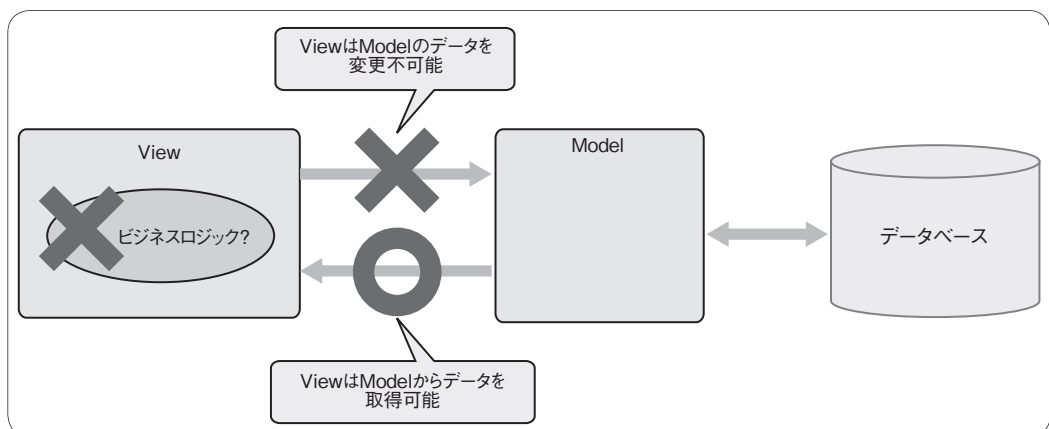 ViewはModelのデータを
変更不可能
View
Model
ビジネスロジック?
データベース
ViewはModelからデータを
取得可能